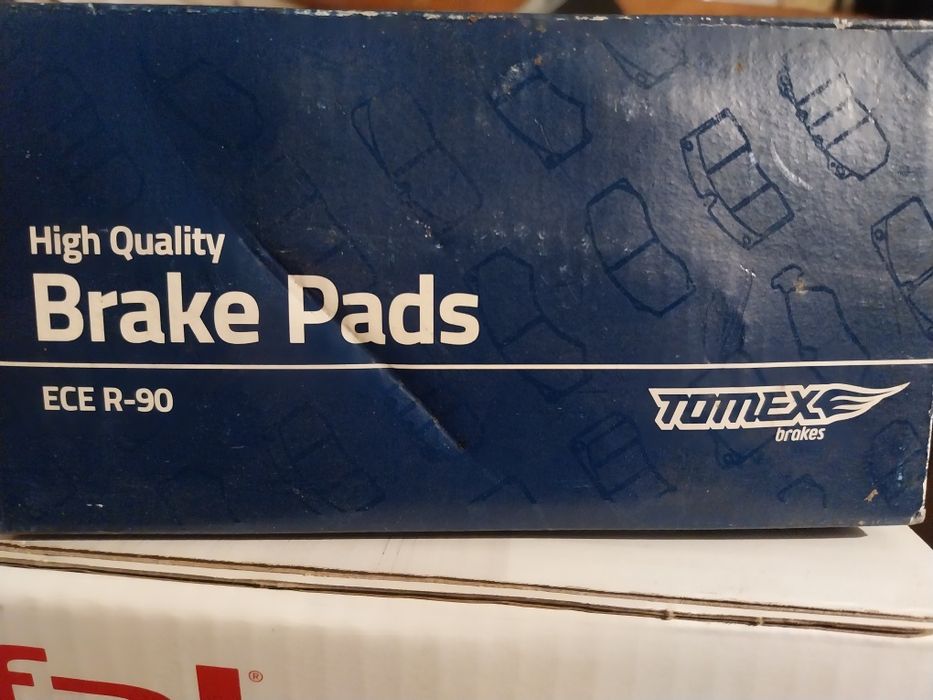 High Quality
Brake Pads
ECE R-90
TOMEX
brakes
®